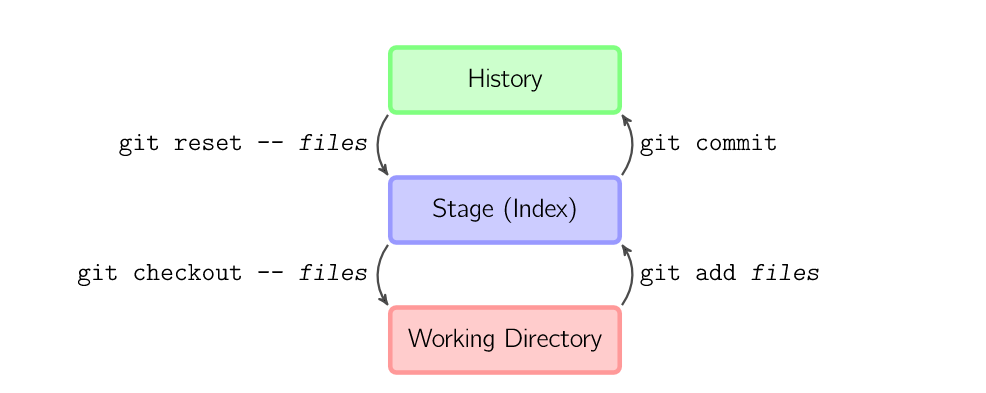 History
git reset -- files
git commit
Stage (Index)
git checkout -- files
git add files
Working Directory